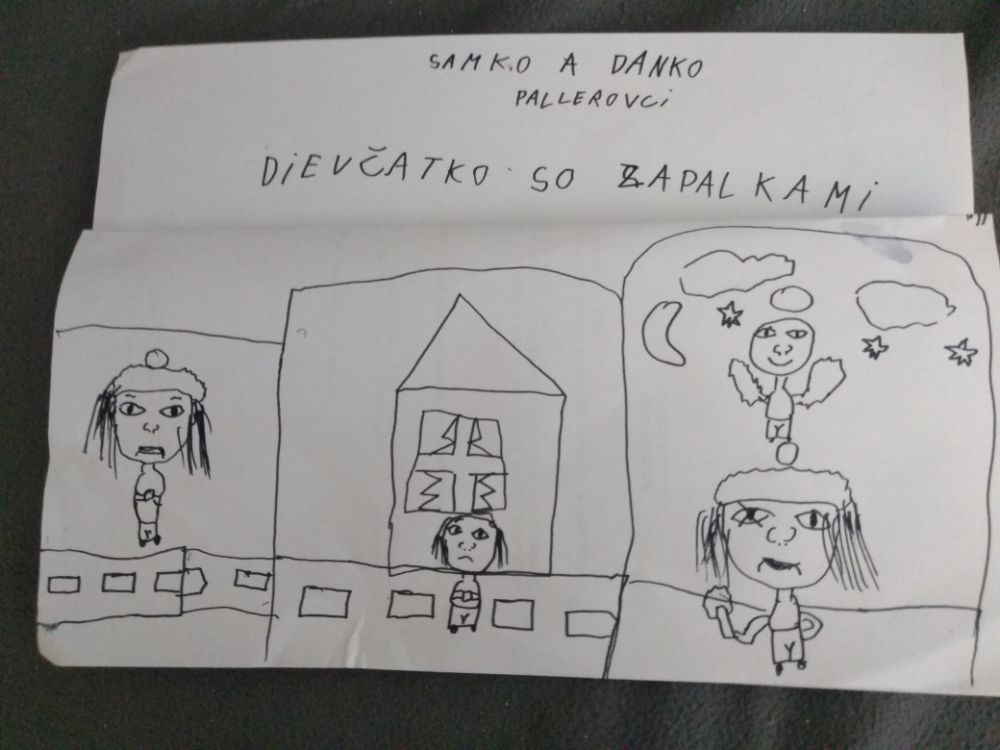 SAMKO A DANKO
PALLEROVCI
DIEVČATKO SO ZAPALKAMI